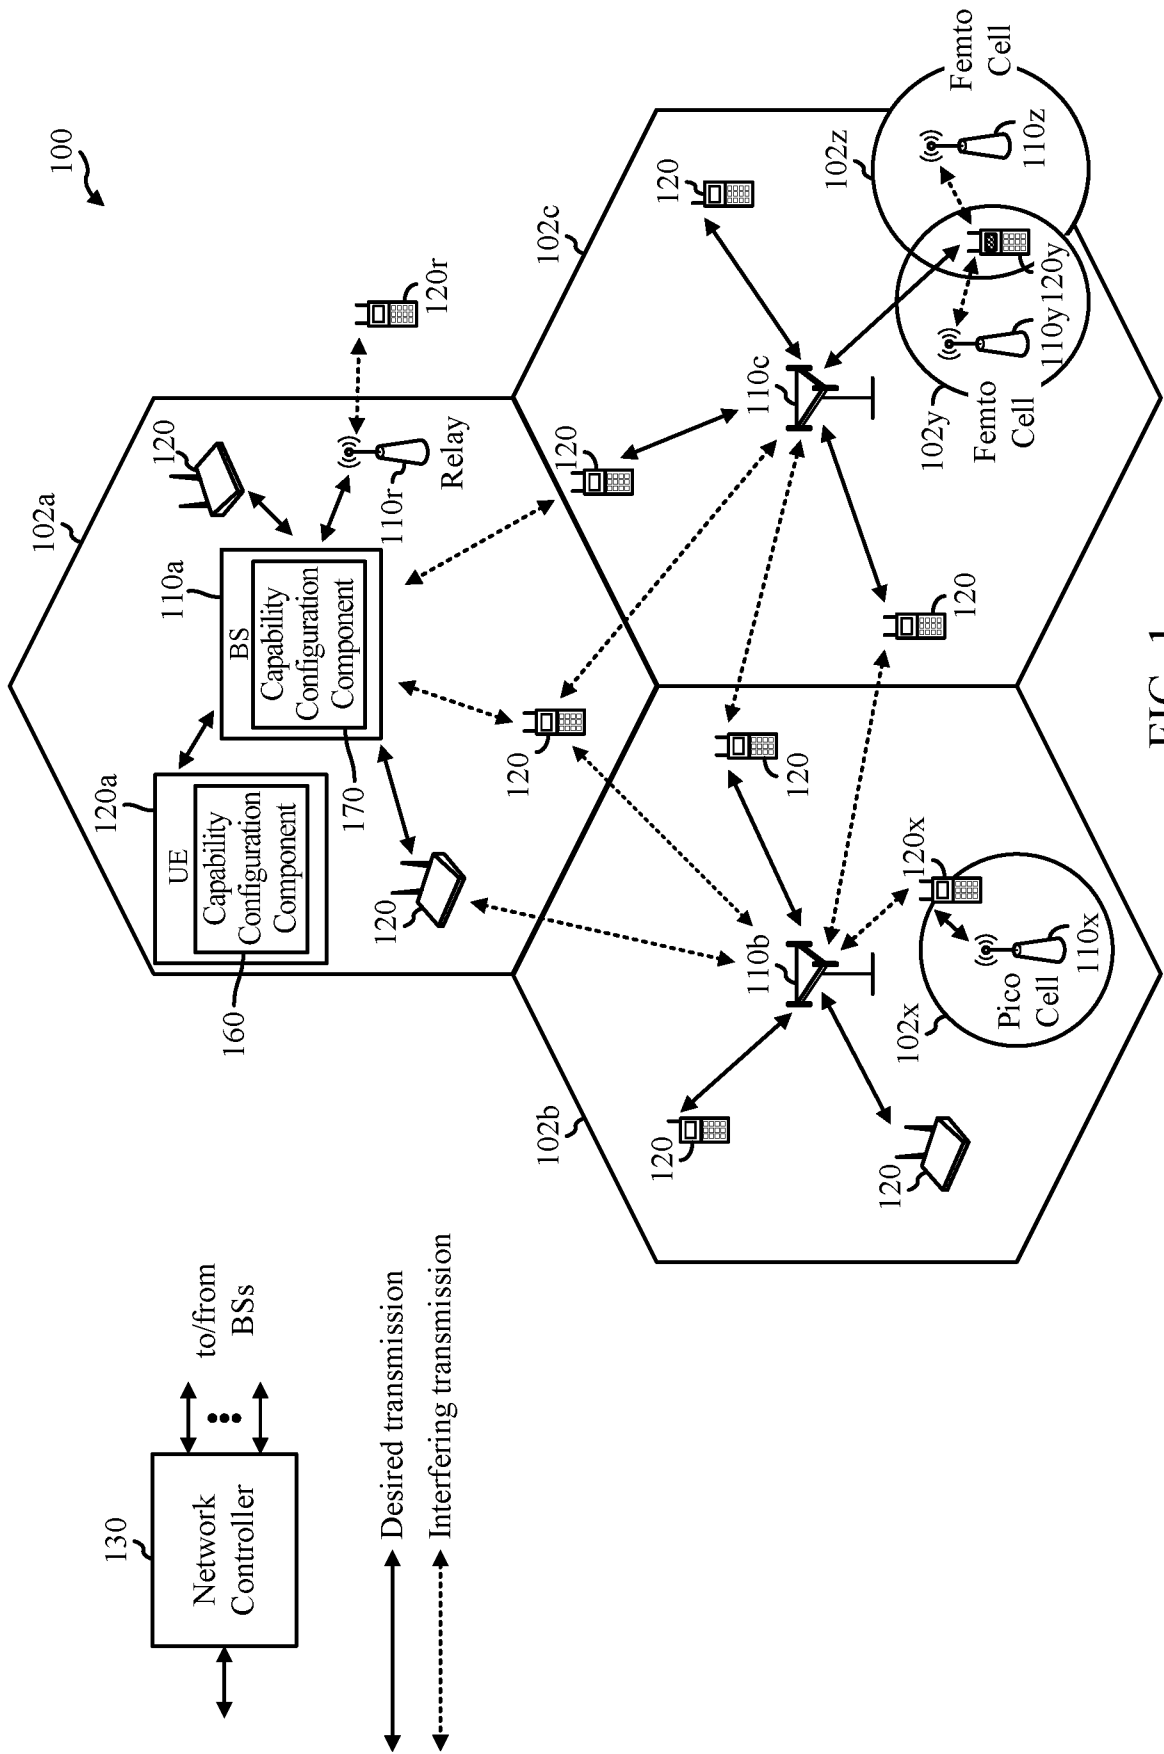 100
130
Network
Controller
to/from
BSs
Desired transmission
Interfering transmission
102a
120a
UE
Capability
Configuration
Component
160
110a
BS
Capability
Configuration
Component
170
120
120
110r
Relay
120r
120
120
102c
120
110c
120
120
102z
Femto
Cell
110z
120y
110y
102y
Femto
Cell
102b
120
120
110b
120x
102x
Pico
Cell
110x
FIG. 1